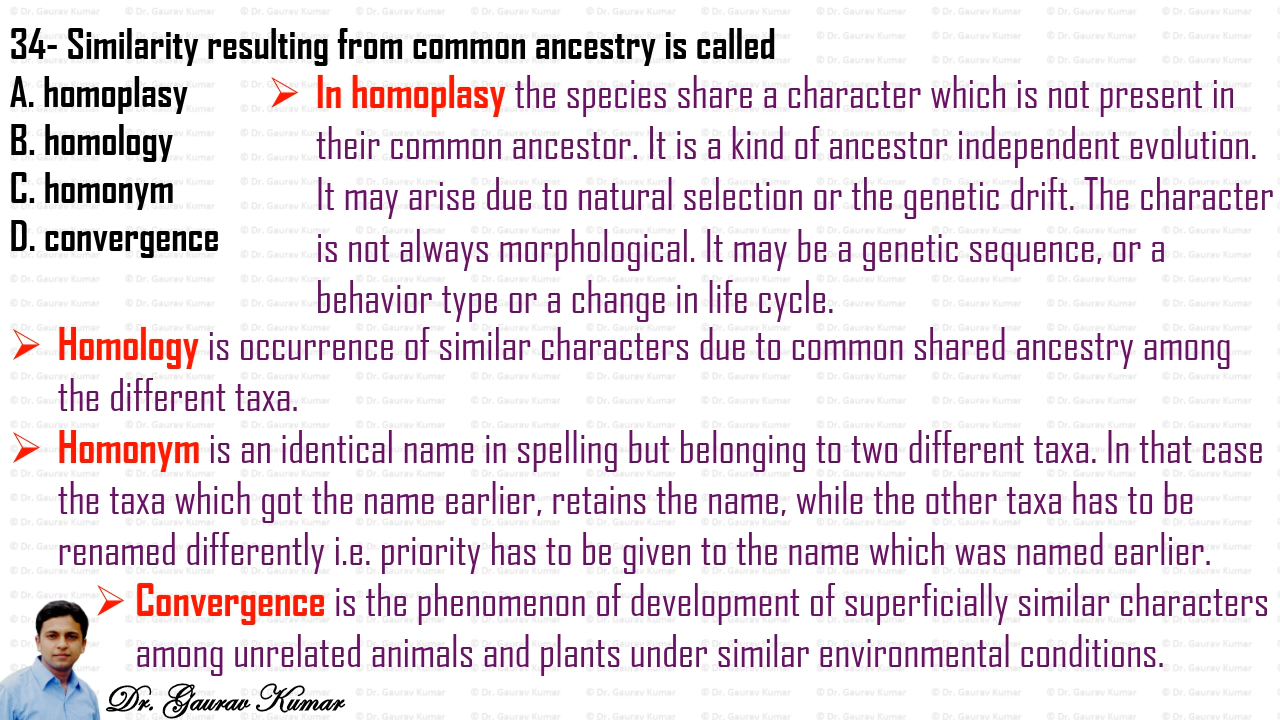 34- Similarity resulting from common ancestry is called
A. homoplasy
B. homology
C. homonym
D. convergence
➢ In homoplasy the species share a character which is not present in
their common ancestor. It is a kind of ancestor independent evolution.
It may arise due to natural selection or the genetic drift. The character
is not always morphological. It may be a genetic sequence, or a
behavior type or a change in life cycle.
➢ Homology is occurrence of similar characters due to common shared ancestry among
the different taxa.
➢ Homonym is an identical name in spelling but belonging to two different taxa. In that case
the taxa which got the name earlier, retains the name, while the other taxa has to be
renamed differently i.e. priority has to be given to the name which was named earlier.
➢ Convergence is the phenomenon of development of superficially similar characters
among unrelated animals and plants under similar environmental conditions.
Dr. Gaurav Kumar
© Dr. Gaurav Kumar